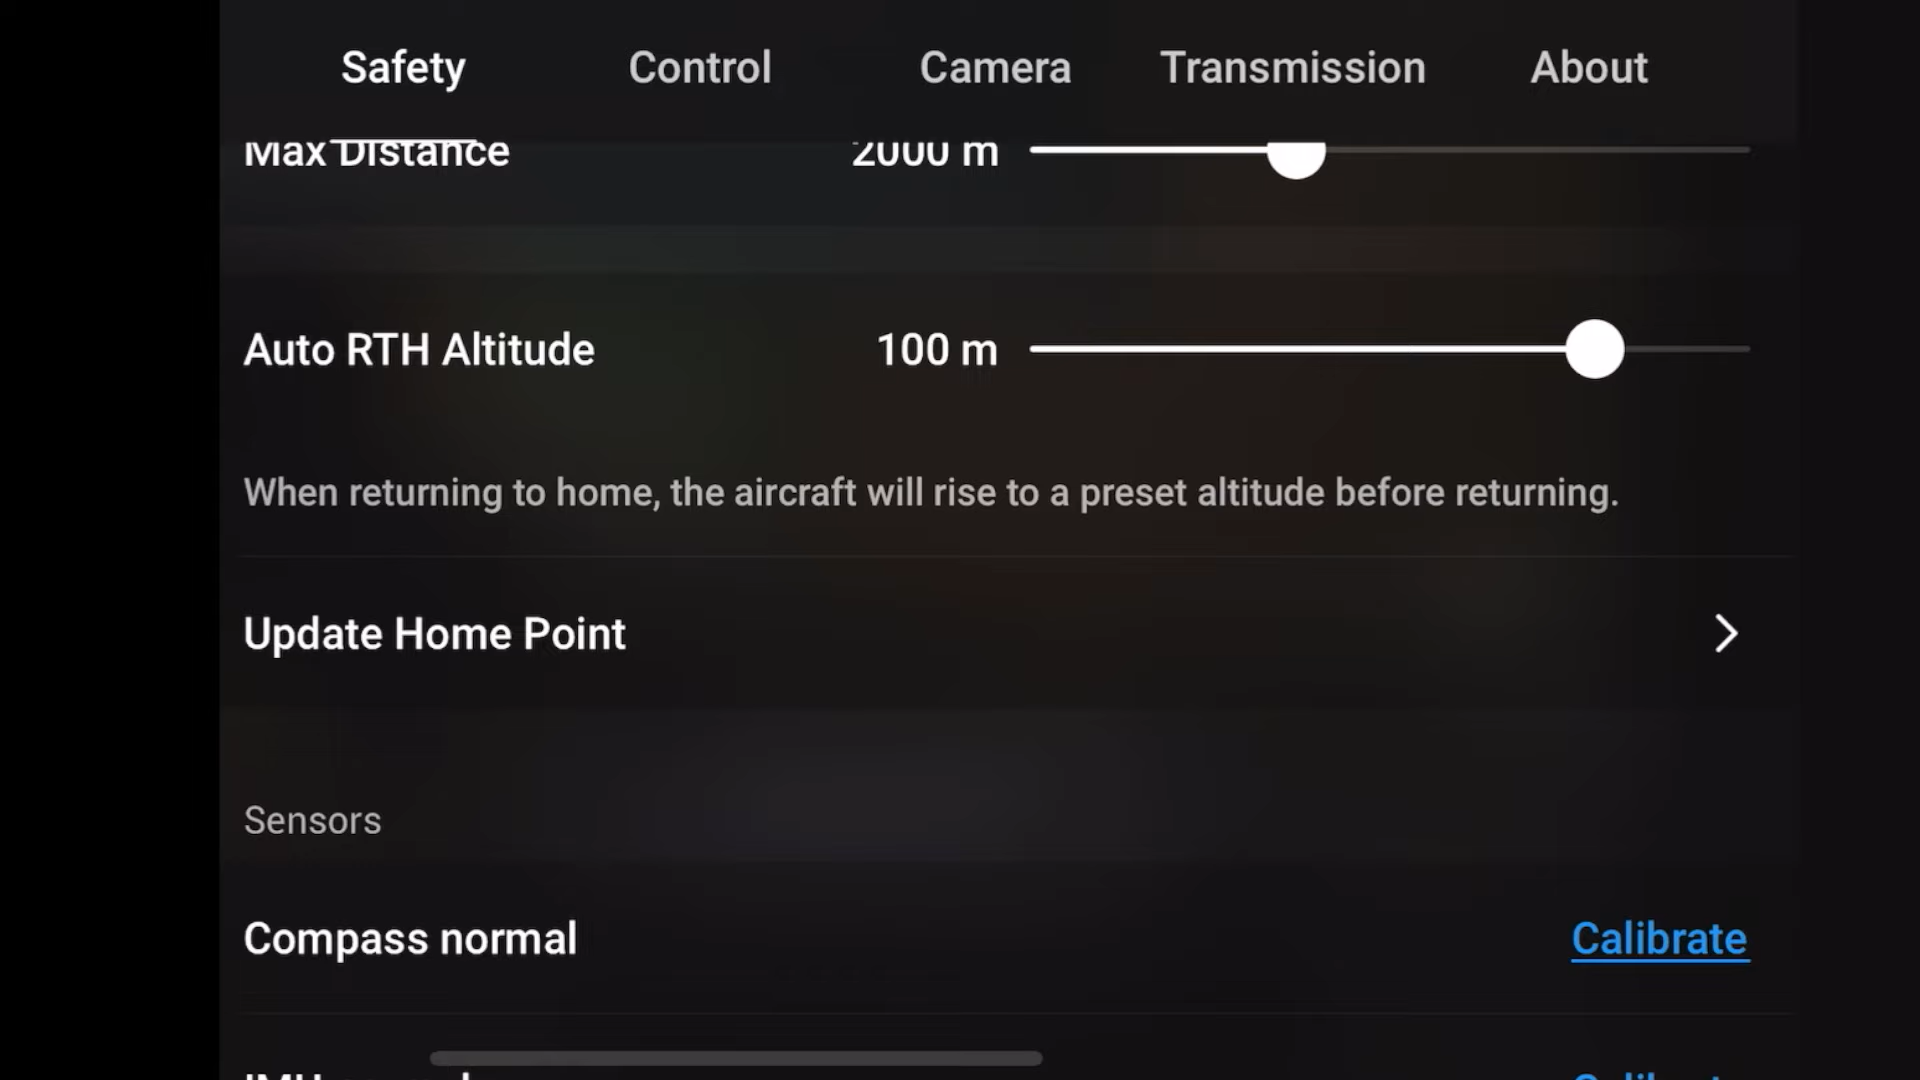 Safety Control Camera Transmission About
Max Distance 2000 m
Auto RTH Altitude 100 m
When returning to home, the aircraft will rise to a preset altitude before returning.
Update Home Point
Sensors
Compass normal Calibrate